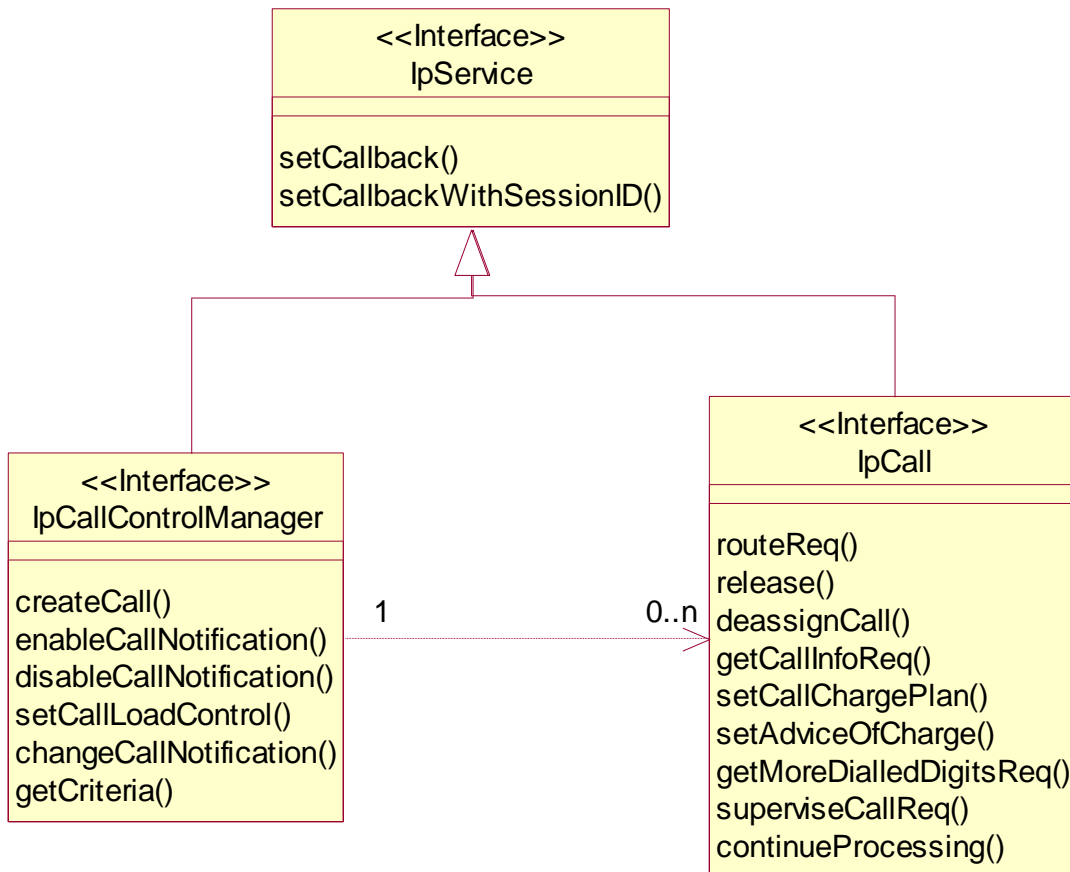 <<Interface>>
IpService
setCallback()
setCallbackWithSessionID()
<<Interface>>
IpCallControlManager
createCall()
enableCallNotification()
disableCallNotification()
setCallLoadControl()
changeCallNotification()
getCriteria()
1
0..n
<<Interface>>
IpCall
routeReq()
release()
deassignCall()
getCallInfoReq()
setCallChargePlan()
setAdviceOfCharge()
getMoreDialledDigitsReq()
superviseCallReq()
continueProcessing()